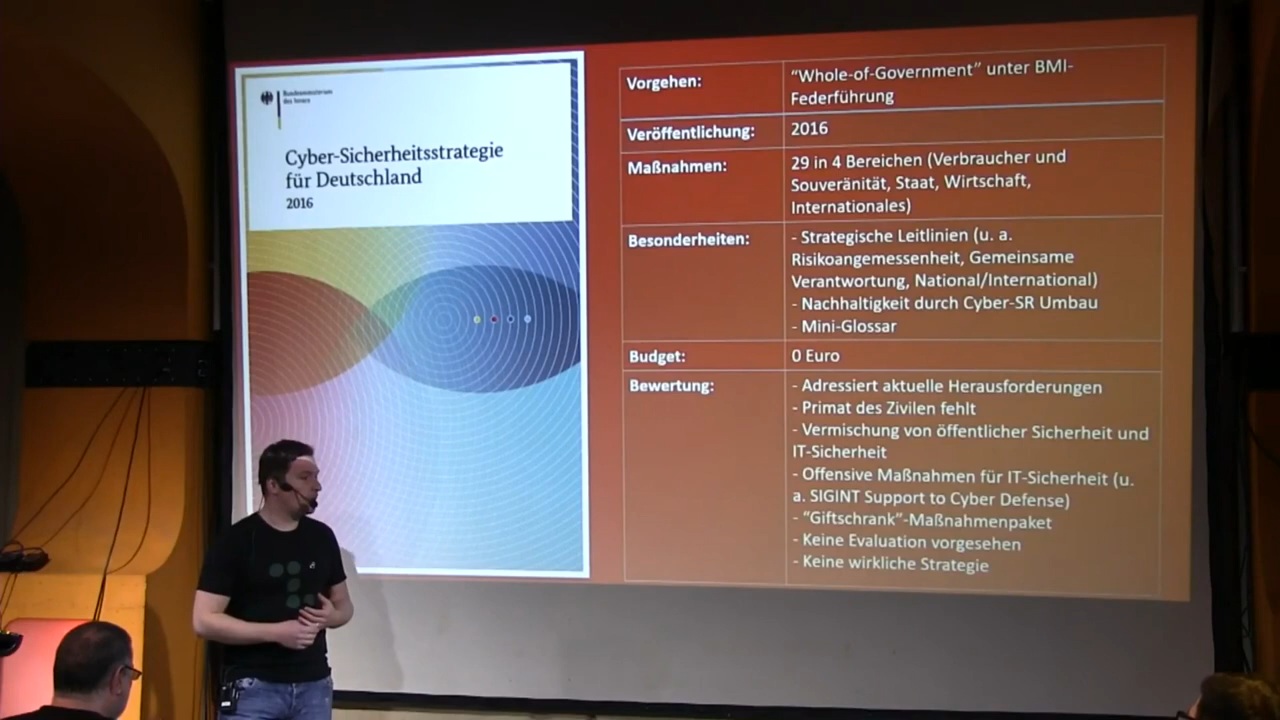 Bundesministerium
des Innern
Cyber-Sicherheitsstrategie
für Deutschland
2016
Vorgehen:
“Whole-of-Government” unter BMI-
Federführung
Veröffentlichung:
2016
Maßnahmen:
29 in 4 Bereichen (Verbraucher und
Souveränität, Staat, Wirtschaft,
Internationales)
Besonderheiten:
- Strategische Leitlinien (u. a.
Risikoangemessenheit, Gemeinsame
Verantwortung, National/International)
- Nachhaltigkeit durch Cyber-SR Umbau
- Mini-Glossar
Budget:
0 Euro
Bewertung:
- Adressiert aktuelle Herausforderungen
- Primat des Zivilen fehlt
- Vermischung von öffentlicher Sicherheit und
IT-Sicherheit
- Offensive Maßnahmen für IT-Sicherheit (u.
a. SIGINT Support to Cyber Defense)
- “Giftschrank”-Maßnahmenpaket
- Keine Evaluation vorgesehen
- Keine wirkliche Strategie